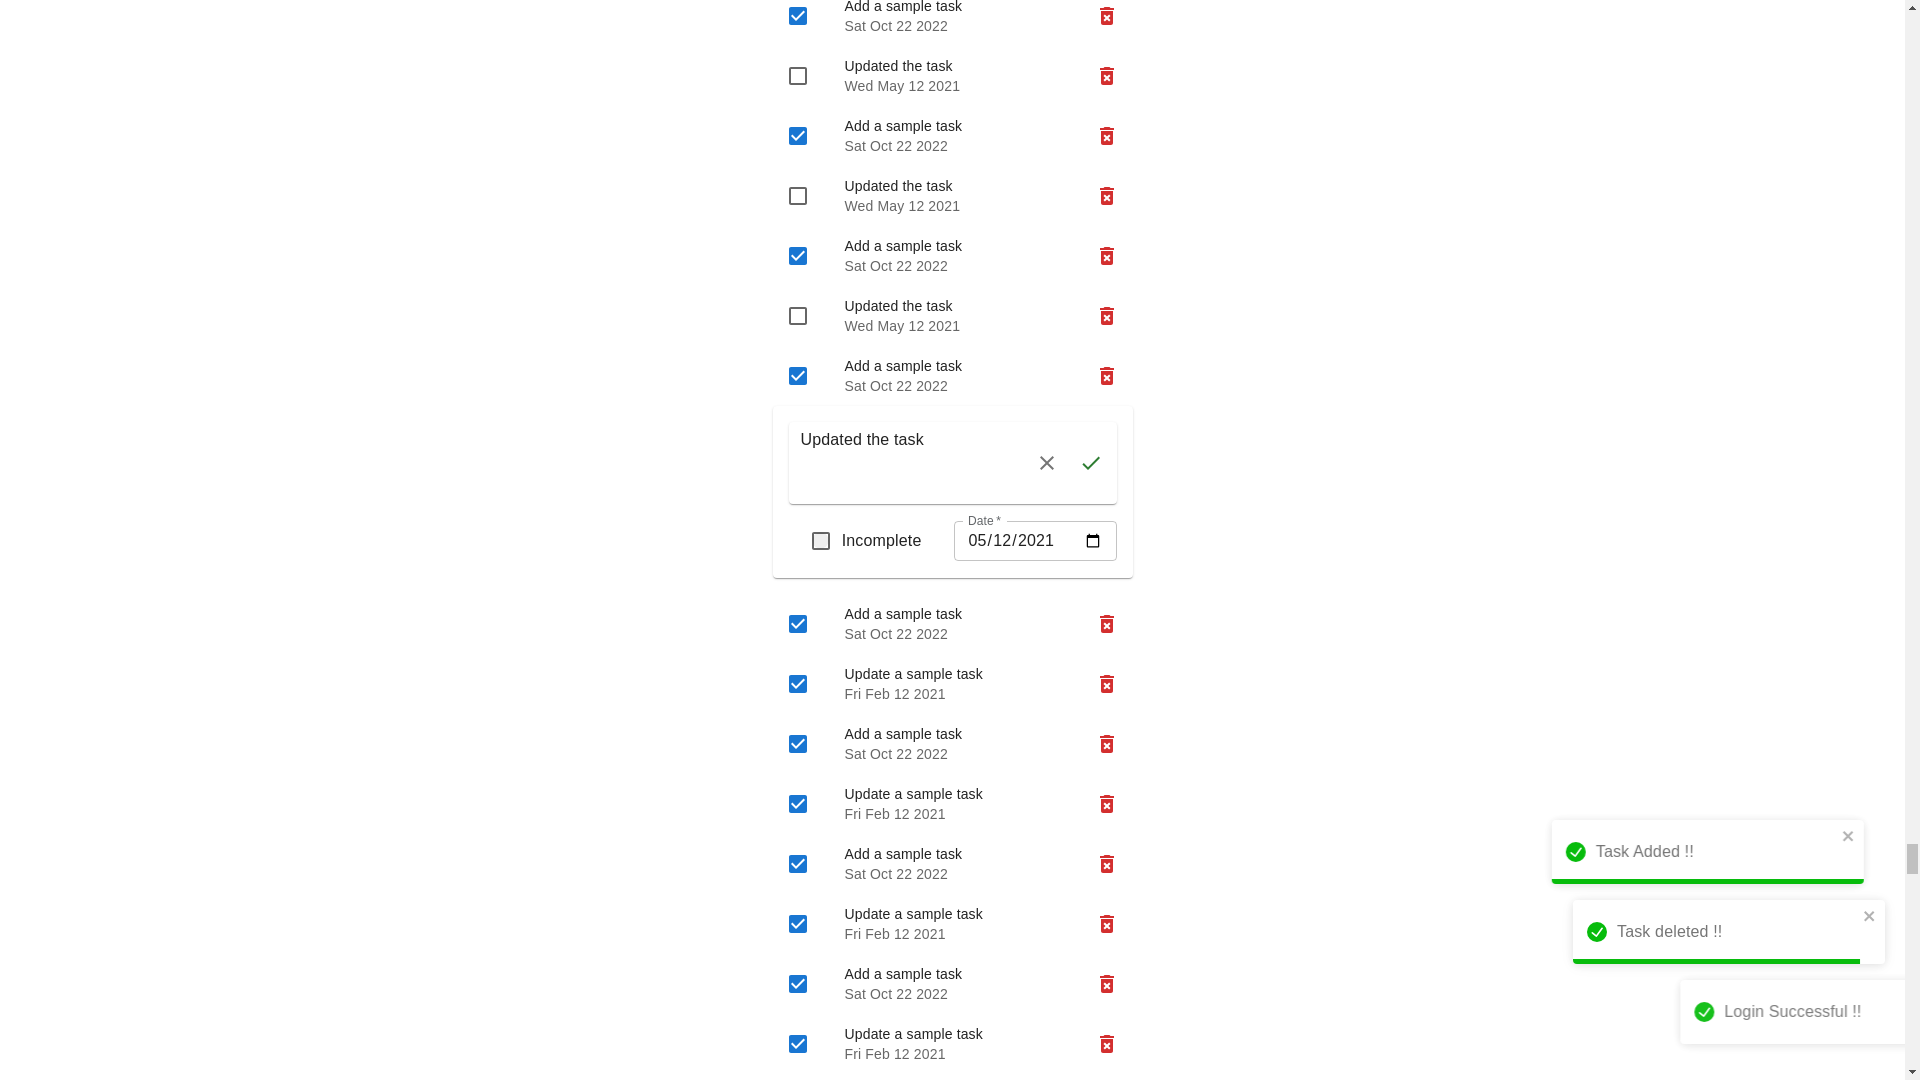 Add a sample task
Sat Oct 22 2022
Updated the task
Wed May 12 2021
Add a sample task
Sat Oct 22 2022
Updated the task
Wed May 12 2021
Add a sample task
Sat Oct 22 2022
Updated the task
Wed May 12 2021
Add a sample task
Sat Oct 22 2022
Updated the task
Incomplete
Date *
05/12/2021
Add a sample task
Sat Oct 22 2022
Update a sample task
Fri Feb 12 2021
Add a sample task
Sat Oct 22 2022
Update a sample task
Fri Feb 12 2021
Add a sample task
Sat Oct 22 2022
Update a sample task
Fri Feb 12 2021
Add a sample task
Sat Oct 22 2022
Update a sample task
Fri Feb 12 2021
Task Added !!
Task deleted !!
Login Successful !!